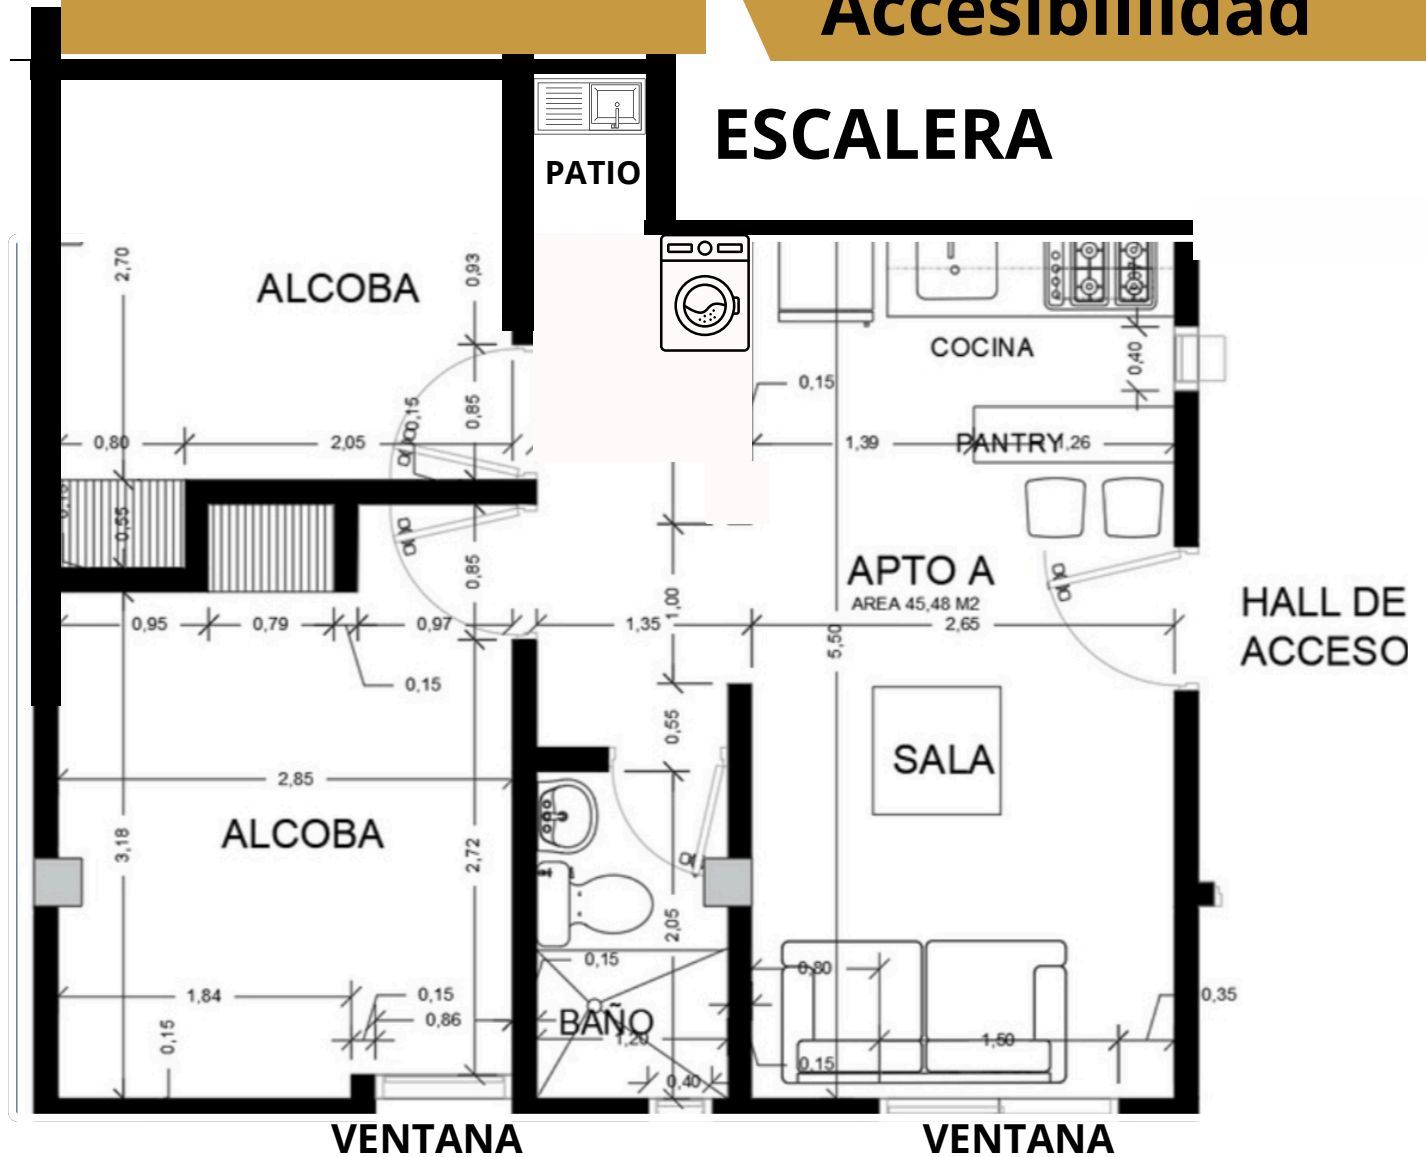 Accesibilidad
ESCALERA
PATIO
2,70
ALCOBA
0,93
COCINA
0,40
0,15
0,15
0,85
0,80
2,05
1,39
PANTRY
1,26
0,55
0,85
APTO A
AREA 45,48 M2
1,00
HALL DE
ACCESO
0,95
0,79
0,97
1,35
2,65
5,50
0,15
0,55
SALA
2,85
ALCOBA
3,18
2,72
2,05
0,15
0,80
1,84
0,15
0,35
0,86
BAÑO
0,15
1,20
1,50
0,15
0,40
VENTANA
VENTANA